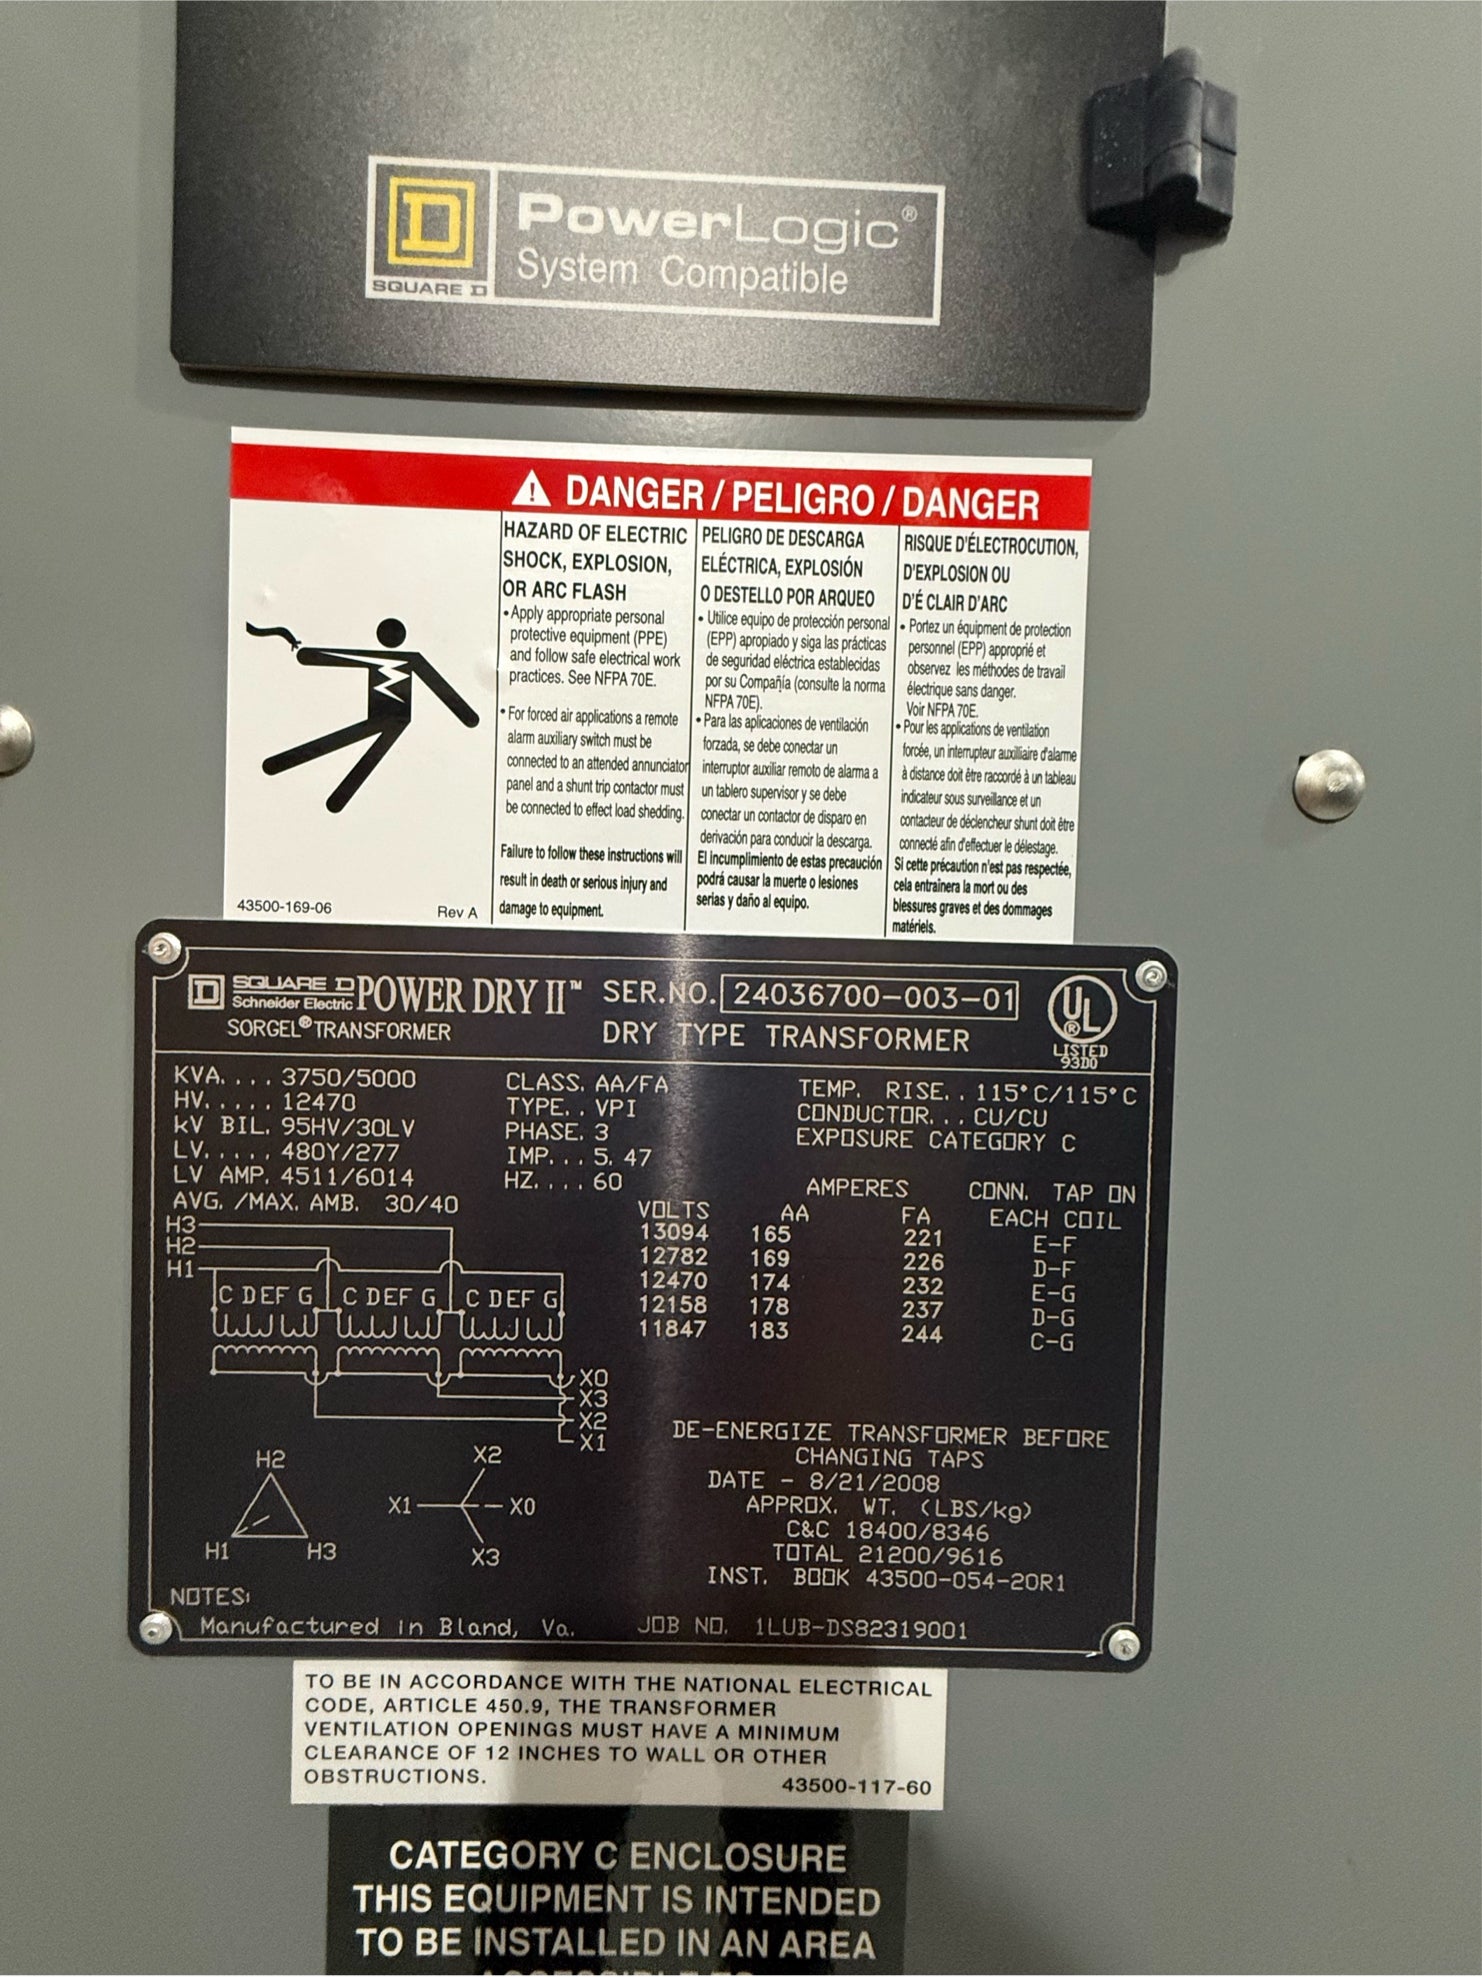 D
SQUARE D
PowerLogic®
System Compatible
⚠ DANGER / PELIGRO / DANGER
HAZARD OF ELECTRIC
SHOCK, EXPLOSION,
OR ARC FLASH
• Apply appropriate personal
protective equipment (PPE)
and follow safe electrical work
practices. See NFPA 70E.
• For forced air applications a remote
alarm auxiliary switch must be
connected to an attended annunciator
panel and a shunt trip contactor must
be connected to effect load shedding.
Failure to follow these instructions will
result in death or serious injury and
damage to equipment.
PELIGRO DE DESCARGA
ELÉCTRICA, EXPLOSIÓN
O DESTELLO POR ARQUEO
• Utilice equipo de protección personal
(EPP) apropiado y siga las prácticas
de seguridad eléctrica establecidas
por su Compañía (consulte la norma
NFPA 70E).
• Para las aplicaciones de ventilación
forzada, se debe conectar un
interruptor auxiliar remoto de alarma a
un tablero supervisor y se debe
conectar un contactor de disparo en
derivación para conducir la descarga.
El incumplimiento de estas precaución
podrá causar la muerte o lesiones
serias y daño al equipo.
RISQUE D'ÉLECTROCUTION,
D'EXPLOSION OU
D'É CLAIR D'ARC
• Portez un équipment de protection
personnel (EPP) approprié et
observez les méthodes de travail
électrique sans danger.
Voir NFPA 70E.
• Pour les applications de ventilation
forcée, un interrupteur auxilliaire d'alarme
à distance doit être raccordé à un tableau
indicateur sous surveillance et un
contacteur de déclencheur shunt doit être
connecté afin d'effectuer le délestage.
Si cette précaution n'est pas respectée,
cela entraînera la mort ou des
blessures graves et des dommages
matériels.
43500-169-06
Rev A
D SQUARE D
Schneider Electric
POWER DRY II™
SORGEL® TRANSFORMER
SER.NO. 24036700-003-01
DRY TYPE TRANSFORMER
UL®
LISTED
93D0
KVA.... 3750/5000
HV..... 12470
kV BIL. 95HV/30LV
LV..... 480Y/277
LV AMP. 4511/6014
AVG. /MAX. AMB. 30/40
CLASS. AA/FA
TYPE.. VPI
PHASE. 3
IMP... 5.47
HZ.... 60
TEMP. RISE.. 115°C/115°C
CONDUCTOR... CU/CU
EXPOSURE CATEGORY C
AMPERES CONN. TAP ON
VOLTS AA FA EACH COIL
13094 165 221 E-F
12782 169 226 D-F
12470 174 232 E-G
12158 178 237 D-G
11847 183 244 C-G
H3
H2
H1
C DEF G C DEF G C DEF G
X0
X3
X2
X1
H2
H1 H3
X2
X1 X0
X3
DE-ENERGIZE TRANSFORMER BEFORE
CHANGING TAPS
DATE - 8/21/2008
APPROX. WT. (LBS/kg)
C&C 18400/8346
TOTAL 21200/9616
INST. BOOK 43500-054-20R1
NOTES:
Manufactured in Bland, Va. JOB NO. 1LUB-DS82319001
TO BE IN ACCORDANCE WITH THE NATIONAL ELECTRICAL
CODE, ARTICLE 450.9, THE TRANSFORMER
VENTILATION OPENINGS MUST HAVE A MINIMUM
CLEARANCE OF 12 INCHES TO WALL OR OTHER
OBSTRUCTIONS.
43500-117-60
CATEGORY C ENCLOSURE
THIS EQUIPMENT IS INTENDED
TO BE INSTALLED IN AN AREA